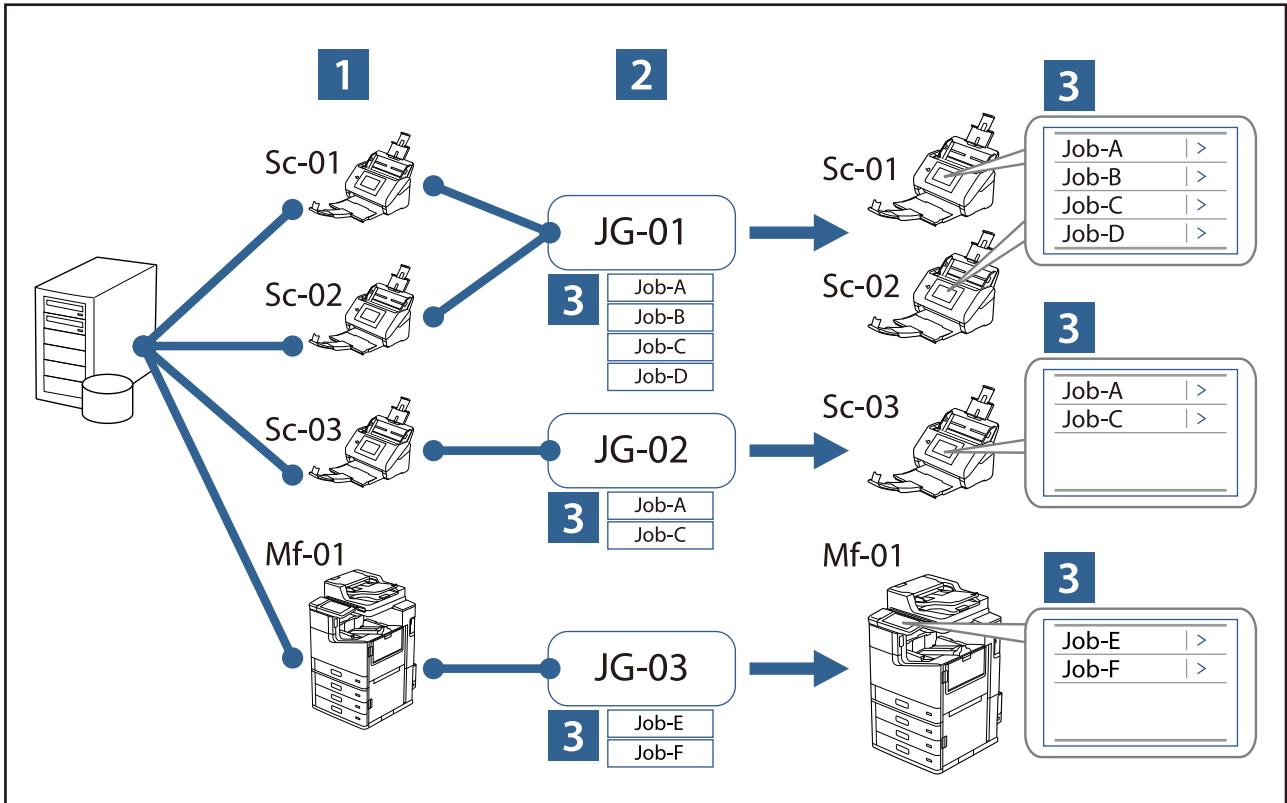 1
2
3
Sc-01
Sc-02
Sc-03
Mf-01
JG-01
3
Job-A
Job-B
Job-C
Job-D
JG-02
3
Job-A
Job-C
JG-03
3
Job-E
Job-F
Sc-01
Sc-02
Job-A >
Job-B >
Job-C >
Job-D >
3
Sc-03
Job-A >
Job-C >
3
Mf-01
Job-E >
Job-F >